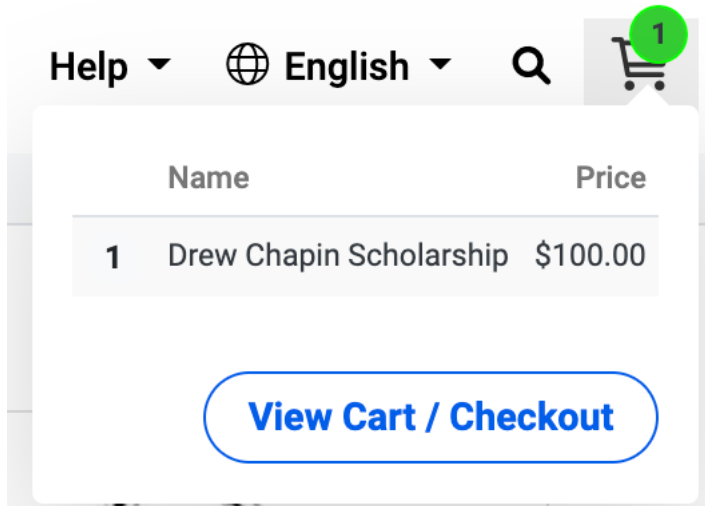 Help English 1
Name Price
1 Drew Chapin Scholarship $100.00
View Cart / Checkout